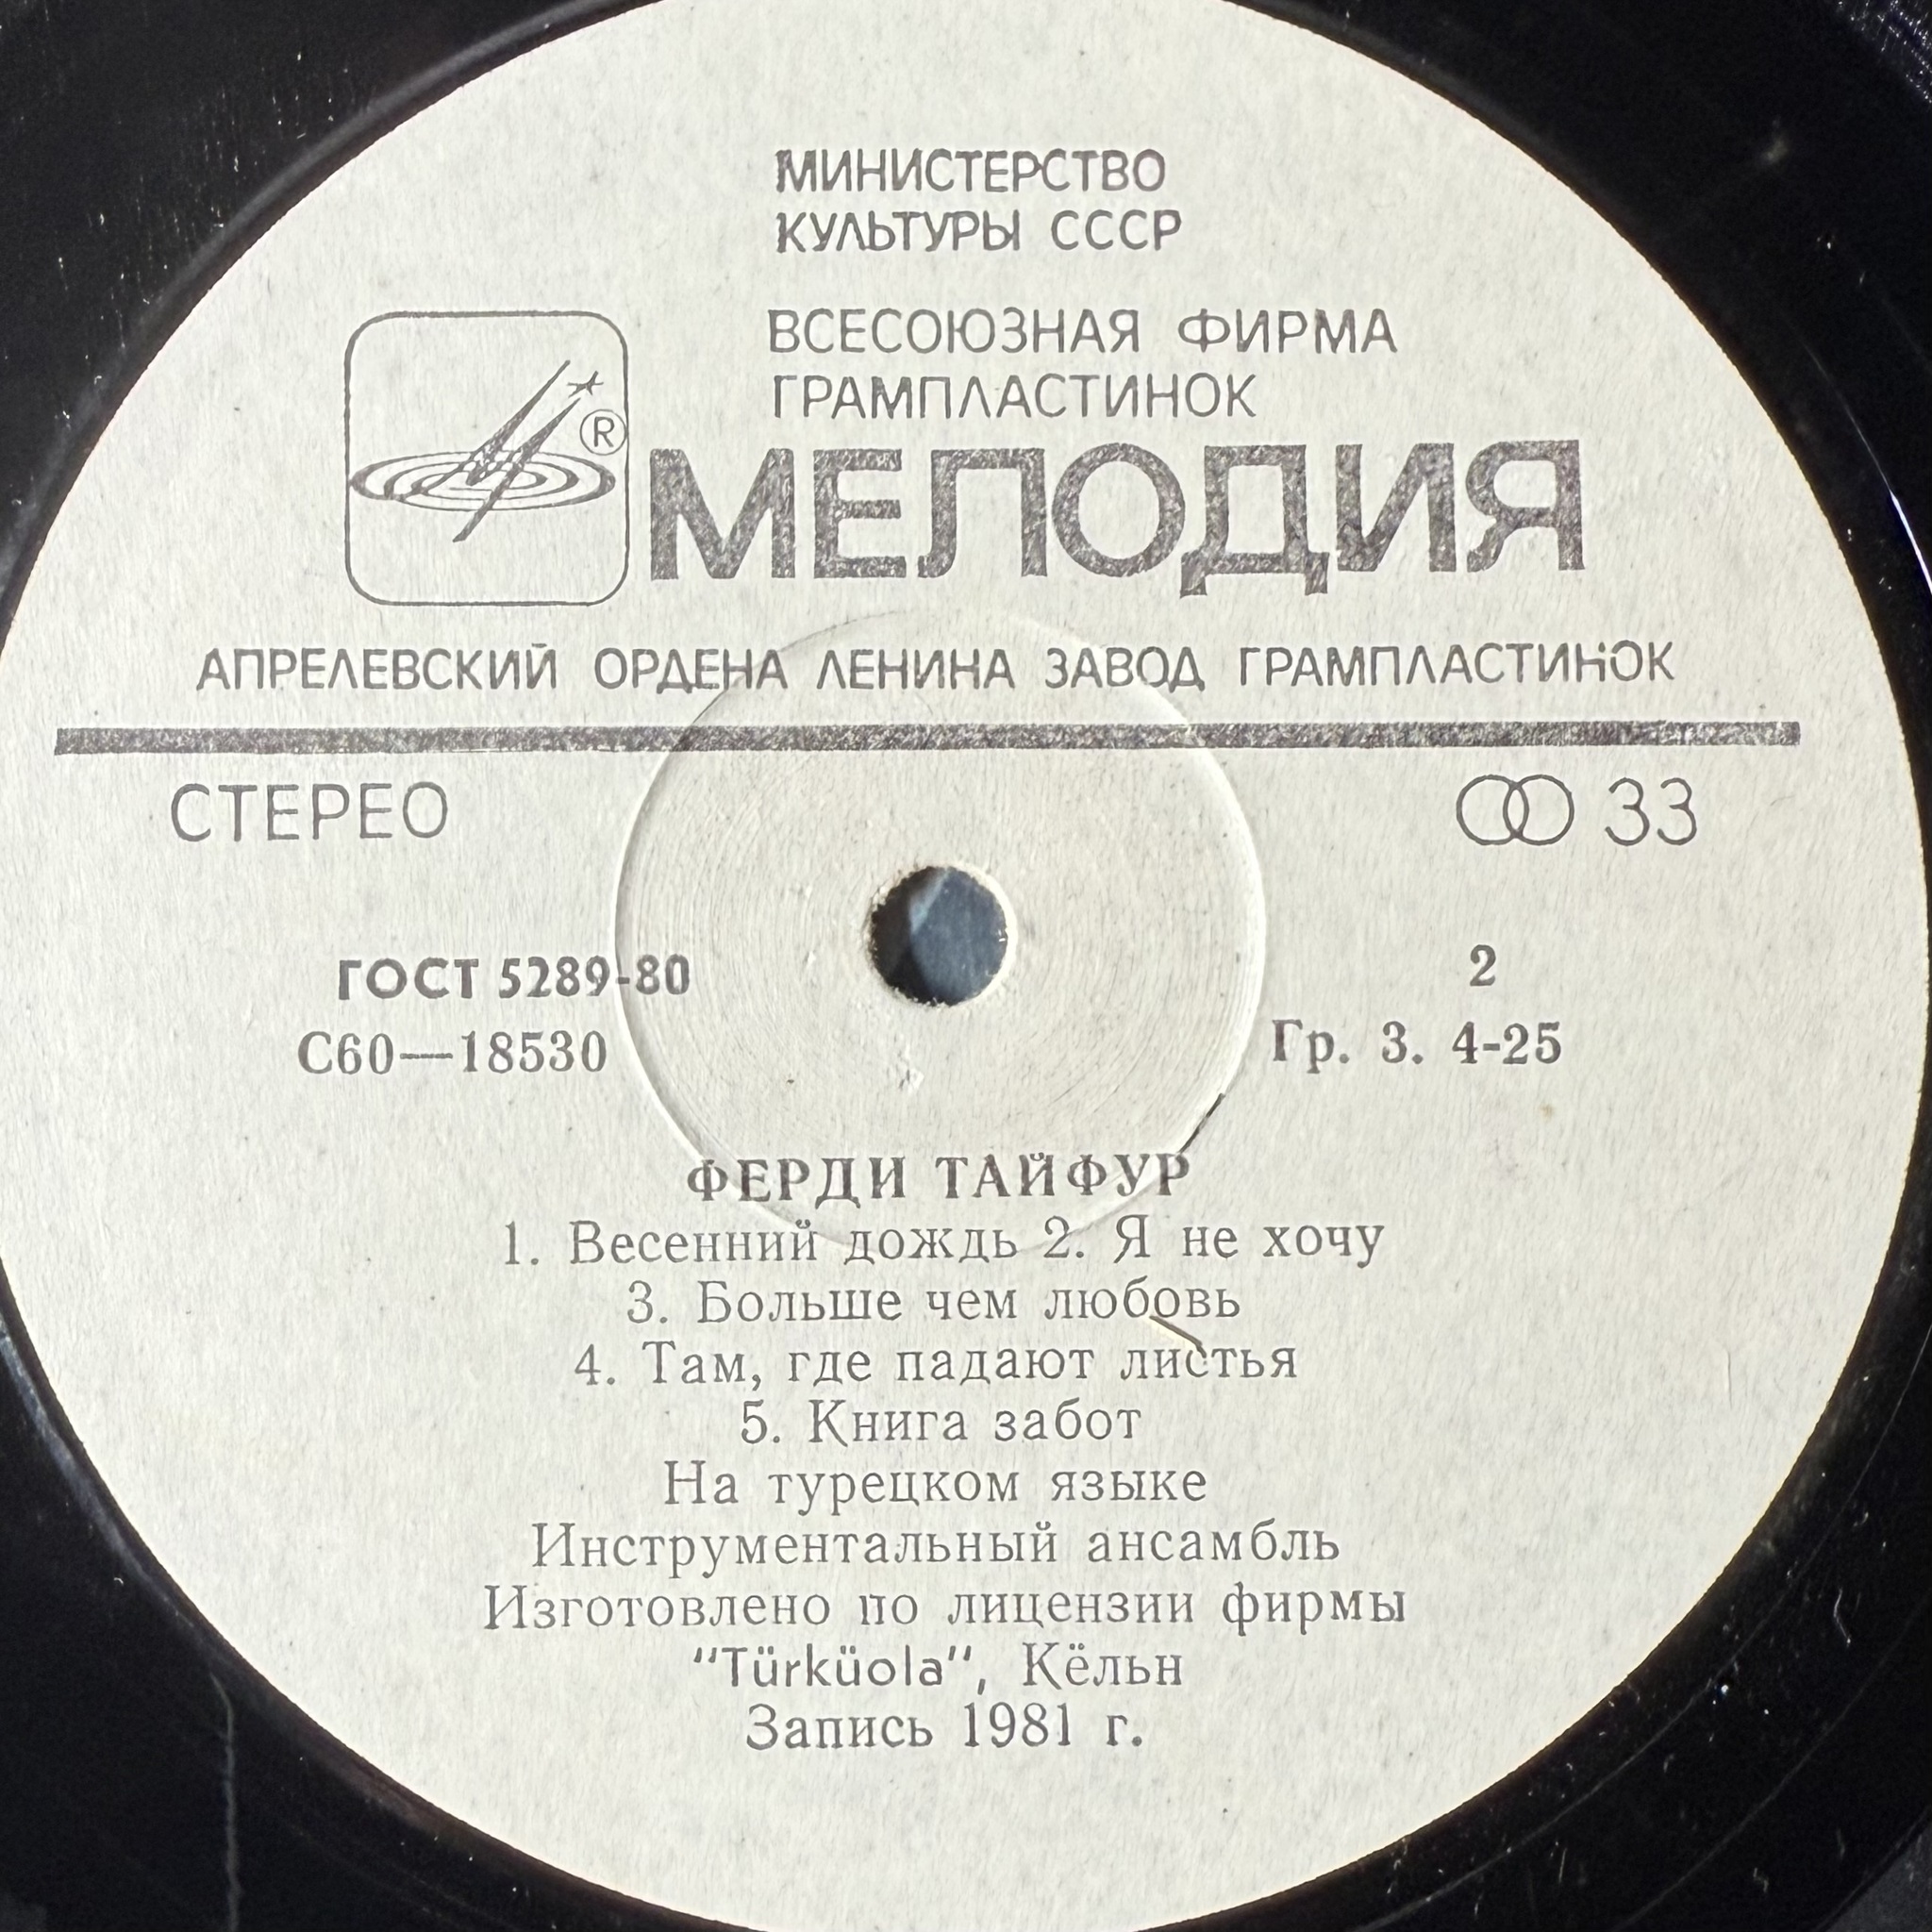 МИНИСТЕРСТВО
КУЛЬТУРЫ СССР
ВСЕСОЮЗНАЯ ФИРМА
ГРАМПЛАСТИНОК
®
МЕЛОДИЯ
АПРЕЛЕВСКИЙ ОРДЕНА ЛЕНИНА ЗАВОД ГРАМПЛАСТИНОК
СТЕРЕО 33
ГОСТ 5289-80 2
С60—18530 Гр. 3. 4-25
ФЕРДИ ТАЙФУР
1. Весенний дождь 2. Я не хочу
3. Больше чем любовь
4. Там, где падают листья
5. Книга забот
На турецком языке
Инструментальный ансамбль
Изготовлено по лицензии фирмы
"Türküola", Кёльн
Запись 1981 г.